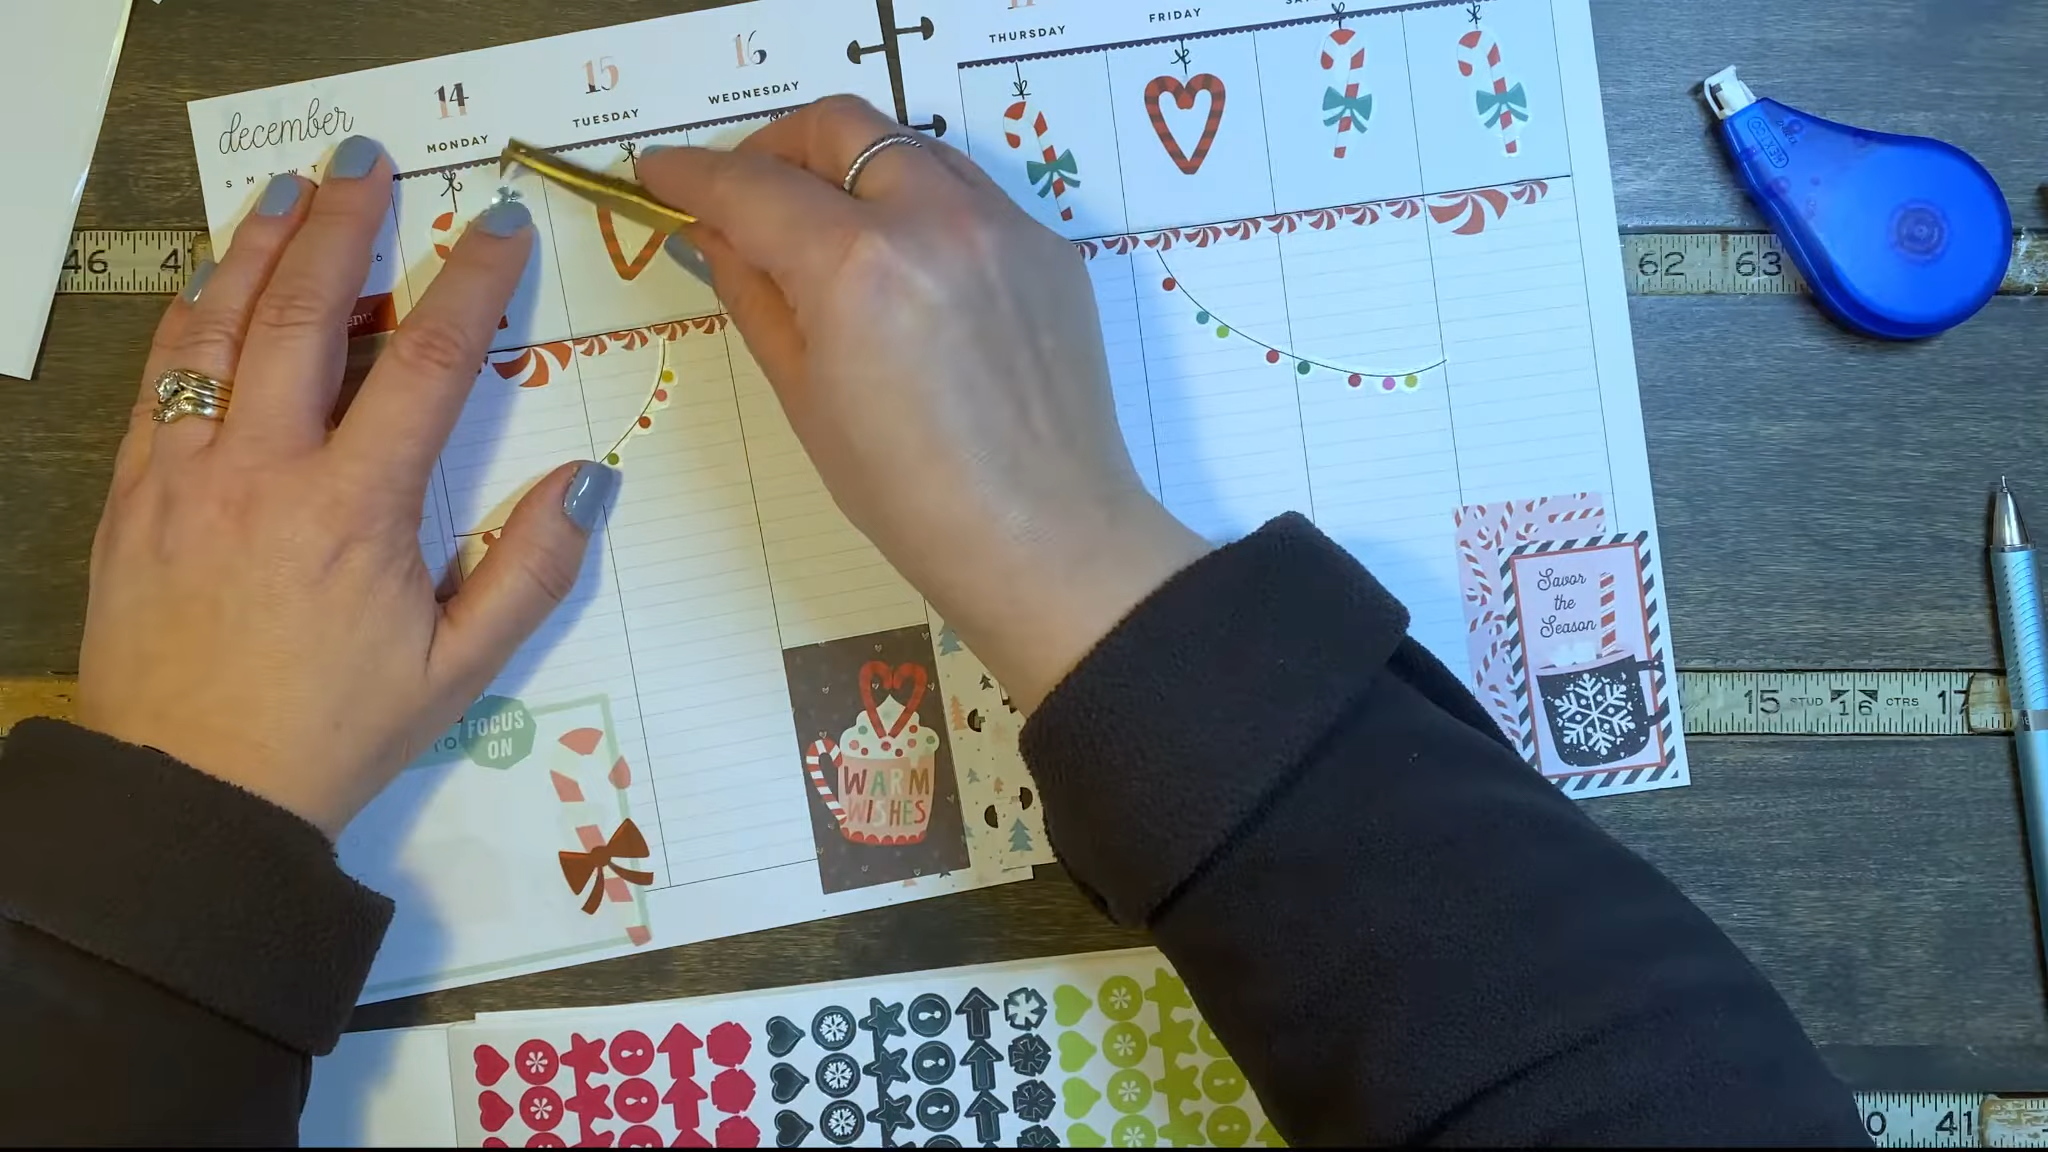 december
14
MONDAY
15
TUESDAY
16
WEDNESDAY
THURSDAY
FRIDAY
S M T W T
46
62
63
TO
FOCUS
ON
WARM
WISHES
Savor
the
Season
15 STUD 16 CTRS
41